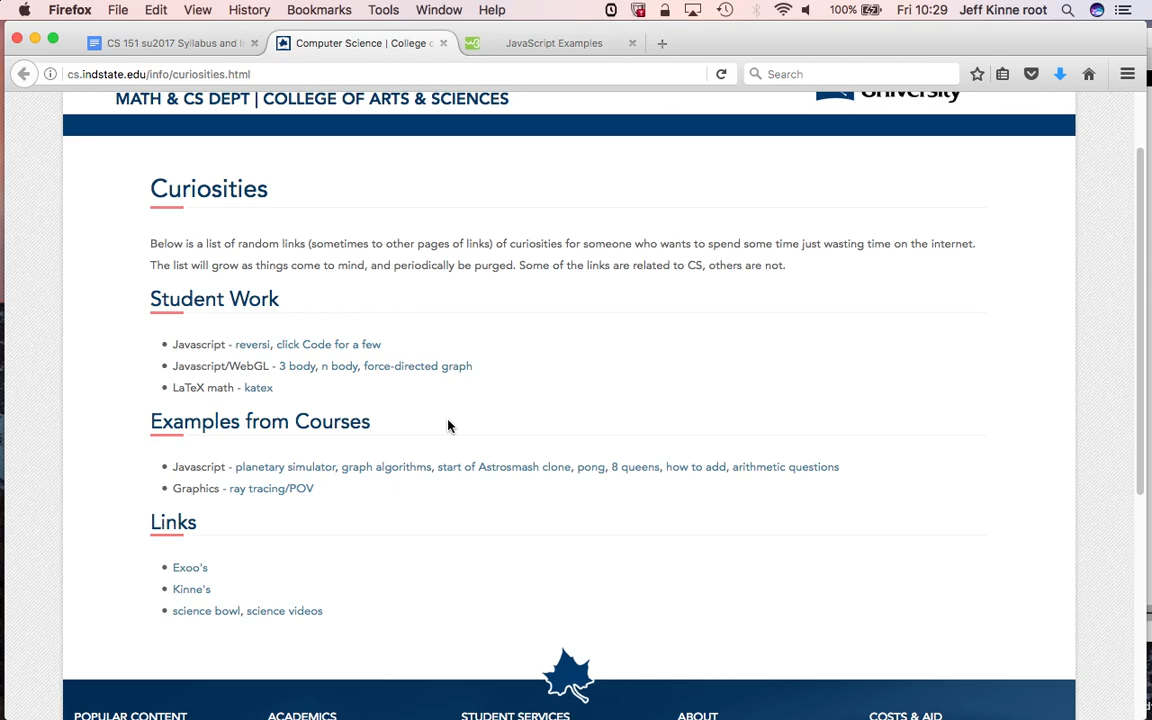 Firefox File Edit View History Bookmarks Tools Window Help 100% Fri 10:29 Jeff Kinne root
CS 151 su2017 Syllabus and Computer Science | College JavaScript Examples
cs.indstate.edu/info/curiosities.html Search
MATH & CS DEPT | COLLEGE OF ARTS & SCIENCES University
Curiosities
Below is a list of random links (sometimes to other pages of links) of curiosities for someone who wants to spend some time just wasting time on the internet.
The list will grow as things come to mind, and periodically be purged. Some of the links are related to CS, others are not.
Student Work
Javascript - reversi, click Code for a few
Javascript/WebGL - 3 body, n body, force-directed graph
LaTeX math - katex
Examples from Courses
Javascript - planetary simulator, graph algorithms, start of Astrosmash clone, pong, 8 queens, how to add, arithmetic questions
Graphics - ray tracing/POV
Links
Exoo's
Kinne's
science bowl, science videos
POPULAR CONTENT ACADEMICS STUDENT SERVICES ABOUT COSTS & AID